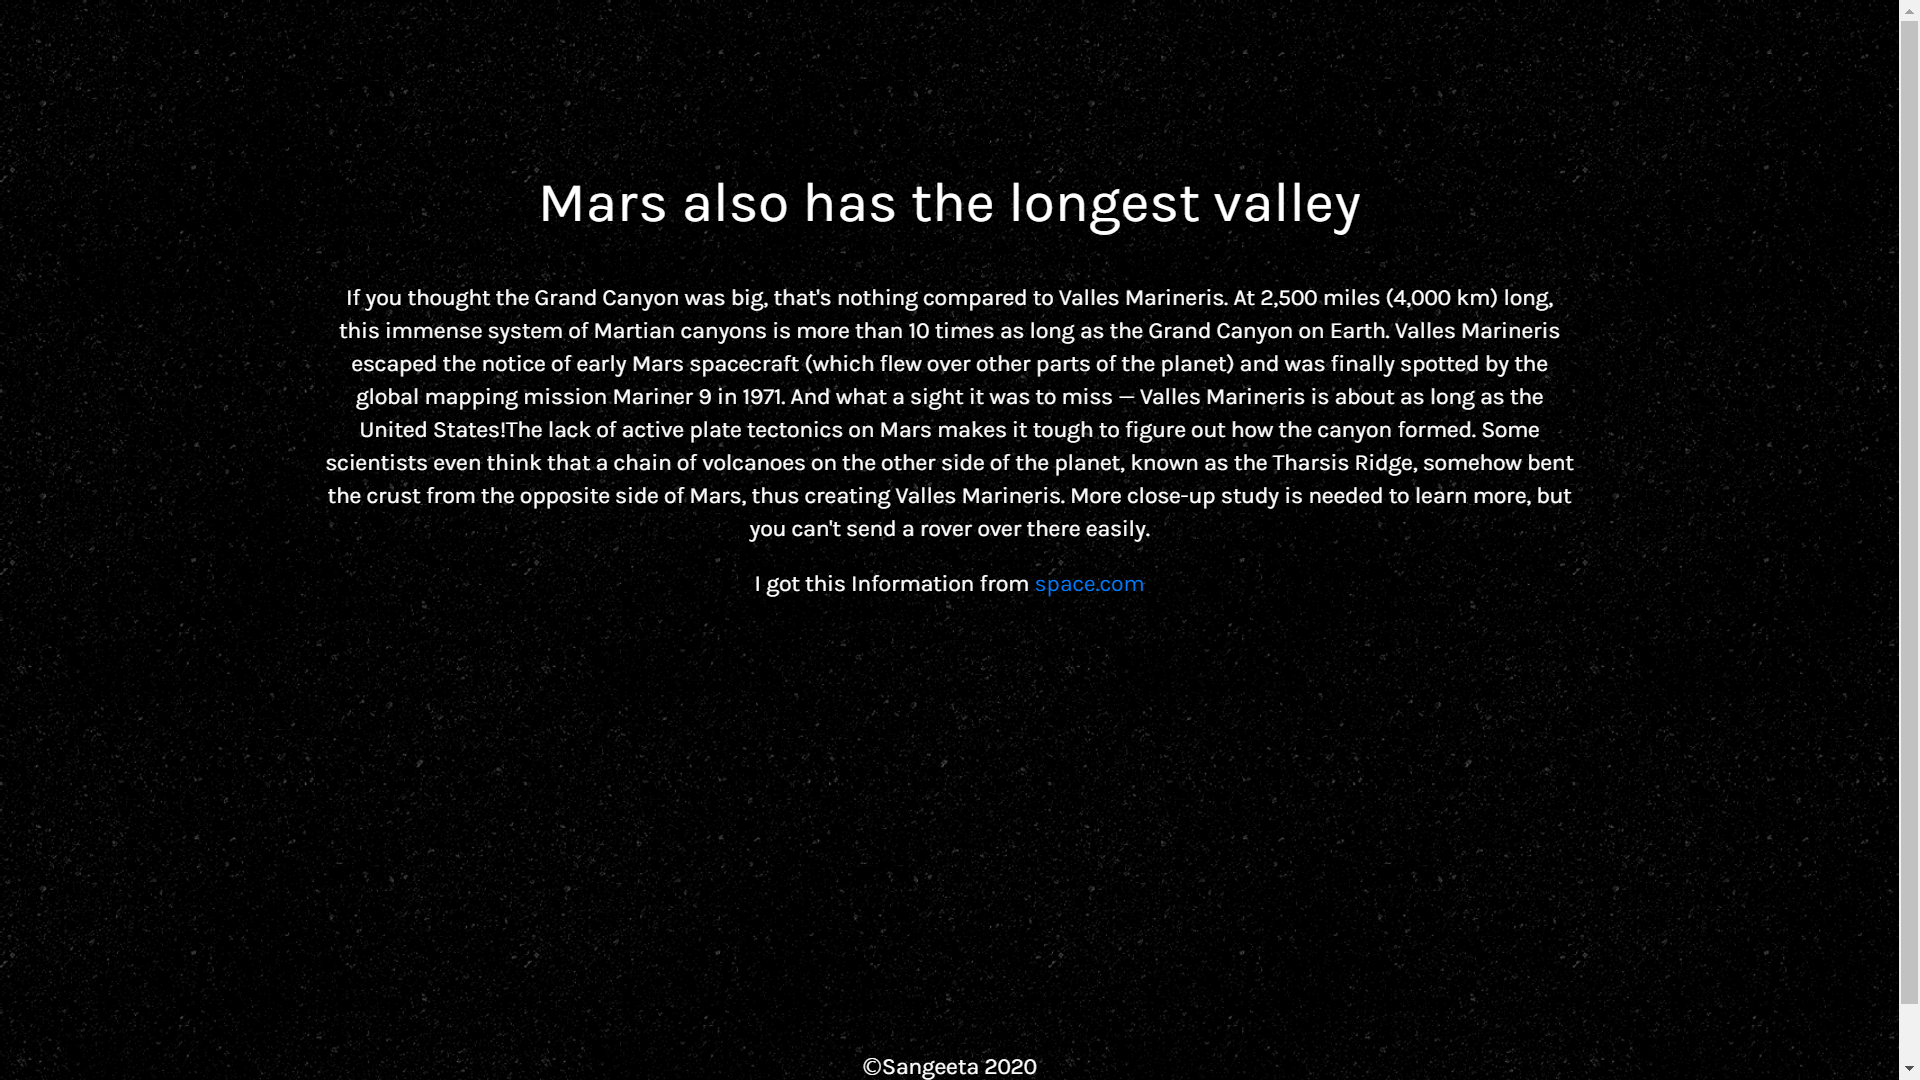 Mars also has the longest valley
If you thought the Grand Canyon was big, that's nothing compared to Valles Marineris. At 2,500 miles (4,000 km) long,
this immense system of Martian canyons is more than 10 times as long as the Grand Canyon on Earth. Valles Marineris
escaped the notice of early Mars spacecraft (which flew over other parts of the planet) and was finally spotted by the
global mapping mission Mariner 9 in 1971. And what a sight it was to miss — Valles Marineris is about as long as the
United States!The lack of active plate tectonics on Mars makes it tough to figure out how the canyon formed. Some
scientists even think that a chain of volcanoes on the other side of the planet, known as the Tharsis Ridge, somehow bent
the crust from the opposite side of Mars, thus creating Valles Marineris. More close-up study is needed to learn more, but
you can't send a rover over there easily.
I got this Information from space.com
©Sangeeta 2020